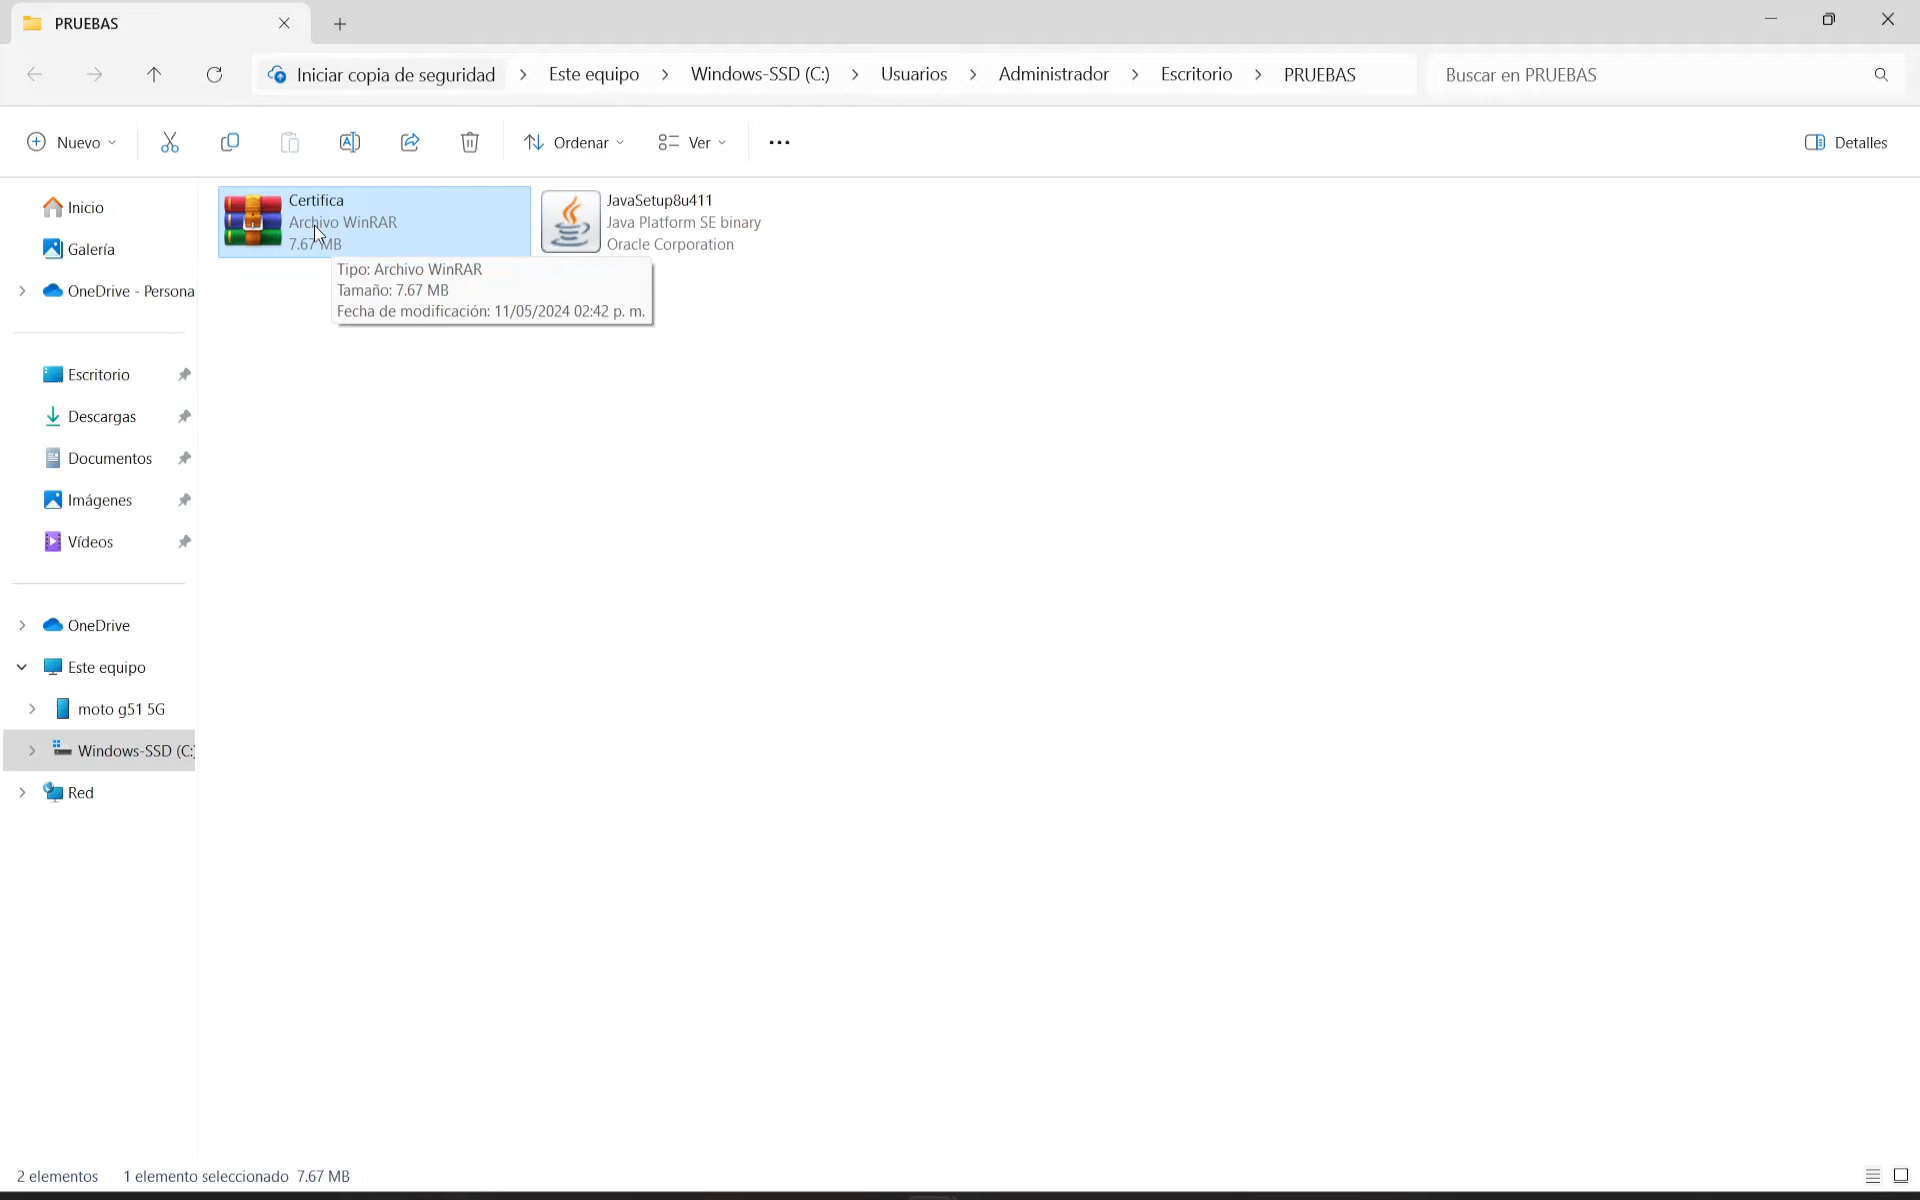 PRUEBAS
Iniciar copia de seguridad > Este equipo > Windows-SSD (C:) > Usuarios > Administrador > Escritorio > PRUEBAS
Buscar en PRUEBAS
Nuevo
Ordenar
Ver
Detalles
Inicio
Galería
OneDrive - Persona
Escritorio
Descargas
Documentos
Imágenes
Vídeos
OneDrive
Este equipo
moto g51 5G
Windows-SSD (C:)
Red
Certifica
Archivo WinRAR
7.67 MB
JavaSetup8u411
Java Platform SE binary
Oracle Corporation
Tipo: Archivo WinRAR
Tamaño: 7.67 MB
Fecha de modificación: 11/05/2024 02:42 p. m.
2 elementos
1 elemento seleccionado 7.67 MB